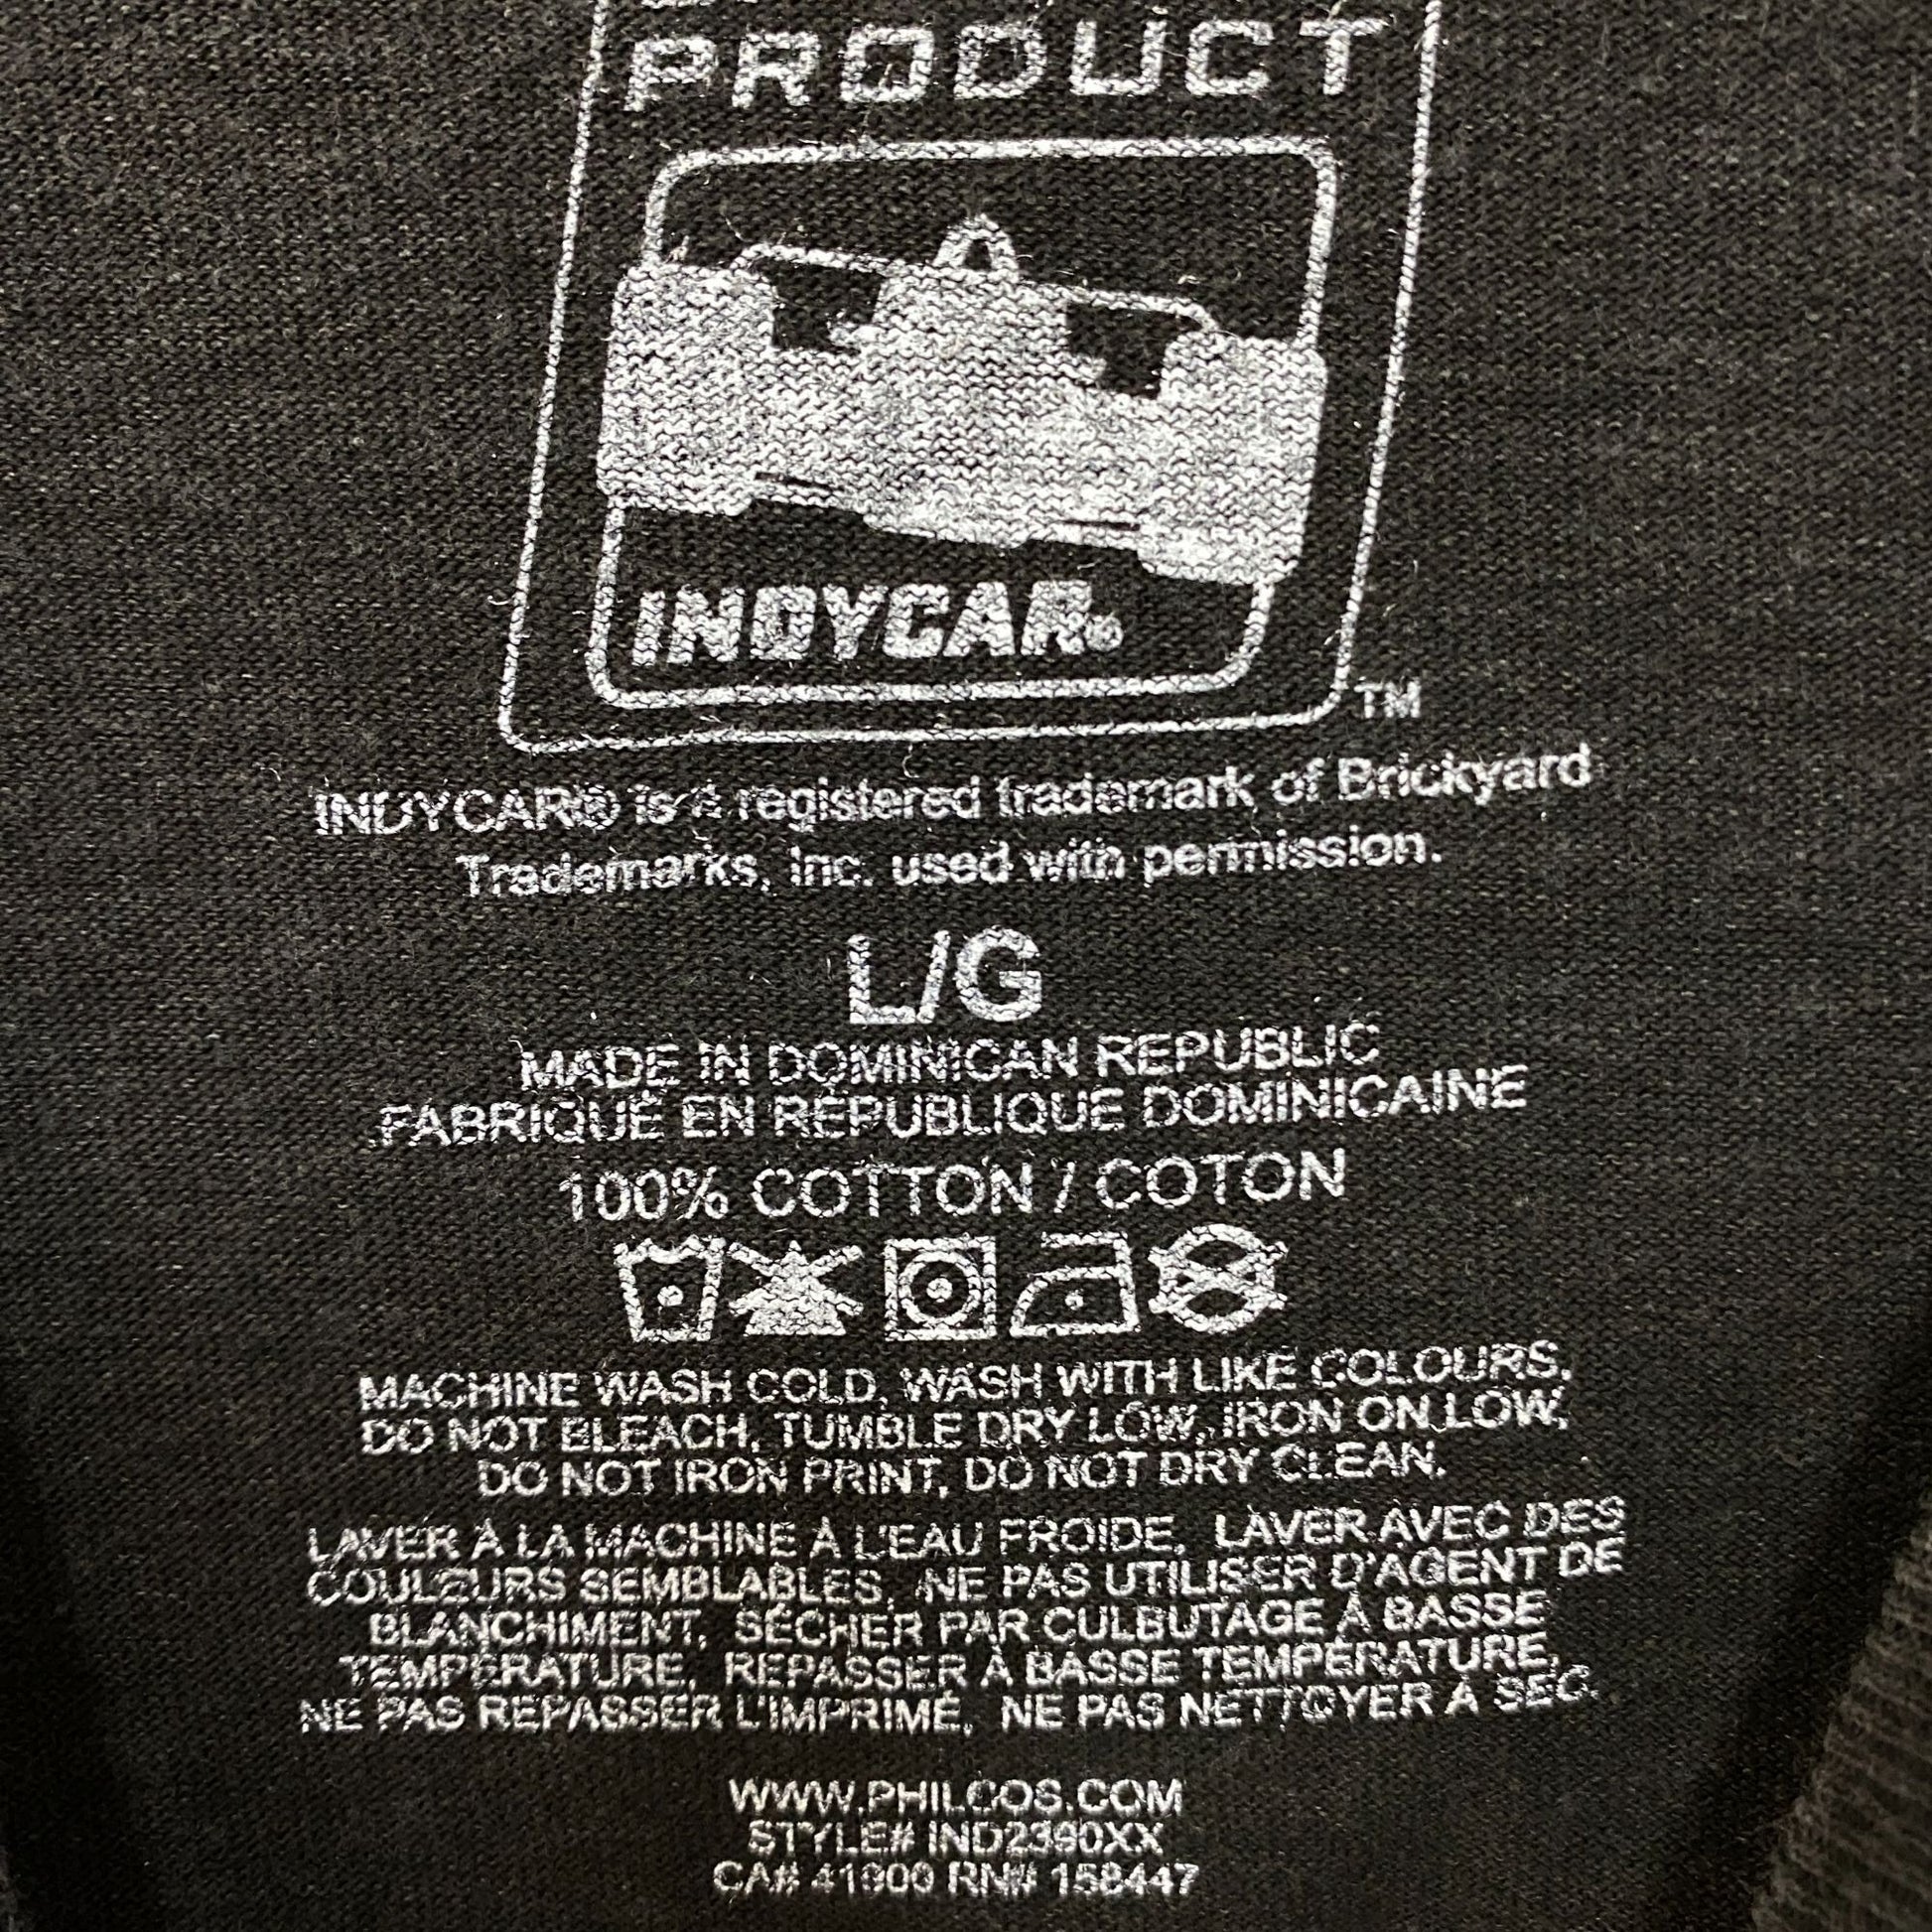 PRODUCT
INDYCAR®
TM
INDYCAR® is a registered trademark of Brickyard
Trademarks, Inc. used with permission.
L/G
MADE IN DOMINICAN REPUBLIC
FABRIQUÉ EN RÉPUBLIQUE DOMINICAINE
100% COTTON / COTON
MACHINE WASH COLD, WASH WITH LIKE COLOURS,
DO NOT BLEACH, TUMBLE DRY LOW, IRON ON LOW,
DO NOT IRON PRINT, DO NOT DRY CLEAN.
LAVER À LA MACHINE À L'EAU FROIDE, LAVER AVEC DES
COULEURS SEMBLABLES, NE PAS UTILISER D'AGENT DE
BLANCHIMENT, SÉCHER PAR CULBUTAGE À BASSE
TEMPÉRATURE, REPASSER À BASSE TEMPÉRATURE,
NE PAS REPASSER L'IMPRIMÉ, NE PAS NETTOYER À SEC.
WWW.PHILCOS.COM
STYLE# IND2390XX
CA# 41900 RN# 158447